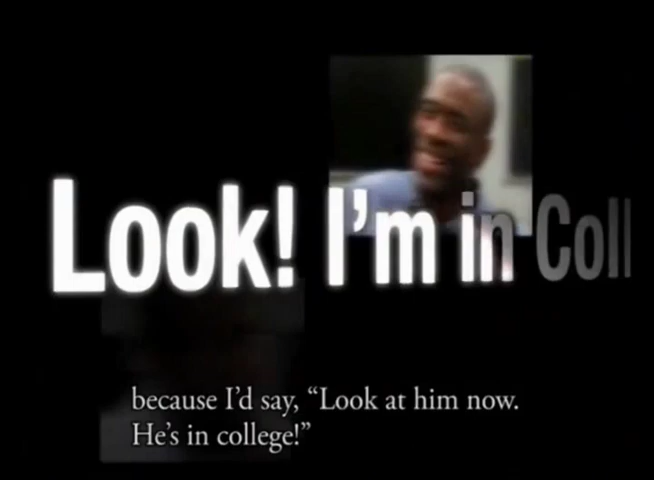 Look! I'm in Coll
because I'd say, “Look at him now.
He's in college!”